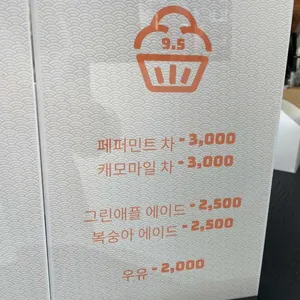 9.5
페퍼민트 차 - 3,000
캐모마일 차 - 3,000
그린애플 에이드 - 2,500
복숭아 에이드 - 2,500
우유 - 2,000